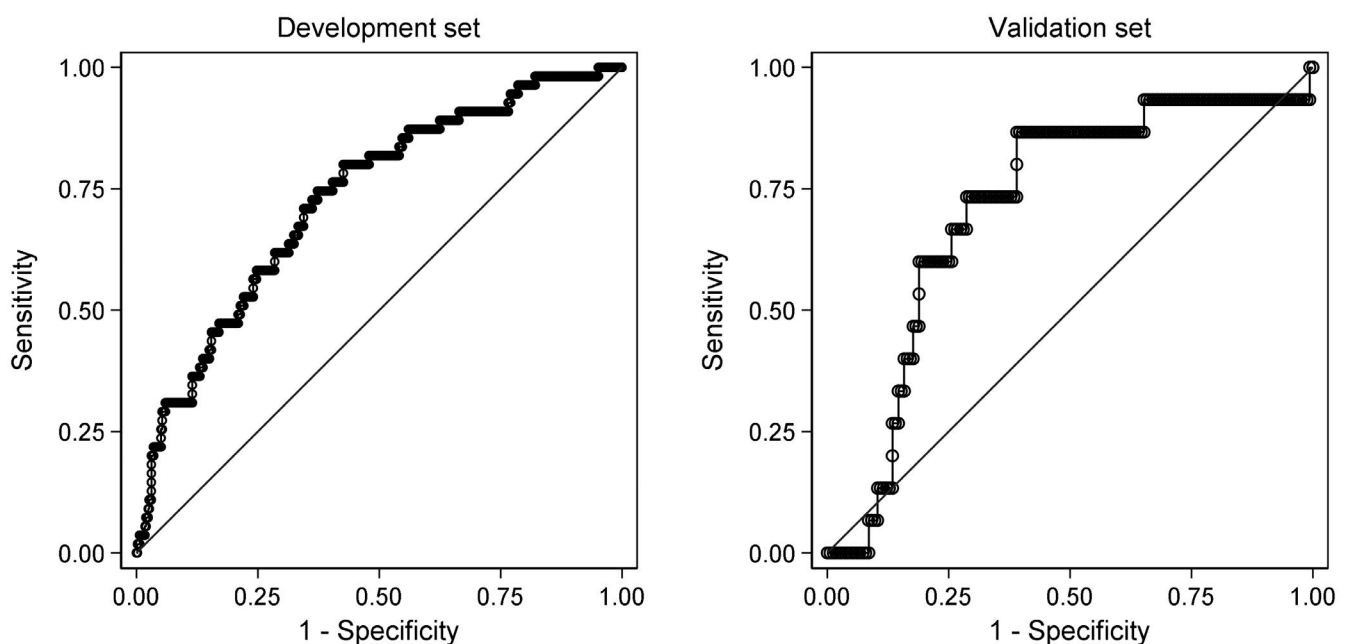 Development set
1.00
0.75
0.50
0.25
0.00
Sensitivity
0.00 0.25 0.50 0.75 1.00
1 - Specificity
Validation set
1.00
0.75
0.50
0.25
0.00
Sensitivity
0.00 0.25 0.50 0.75 1.00
1 - Specificity